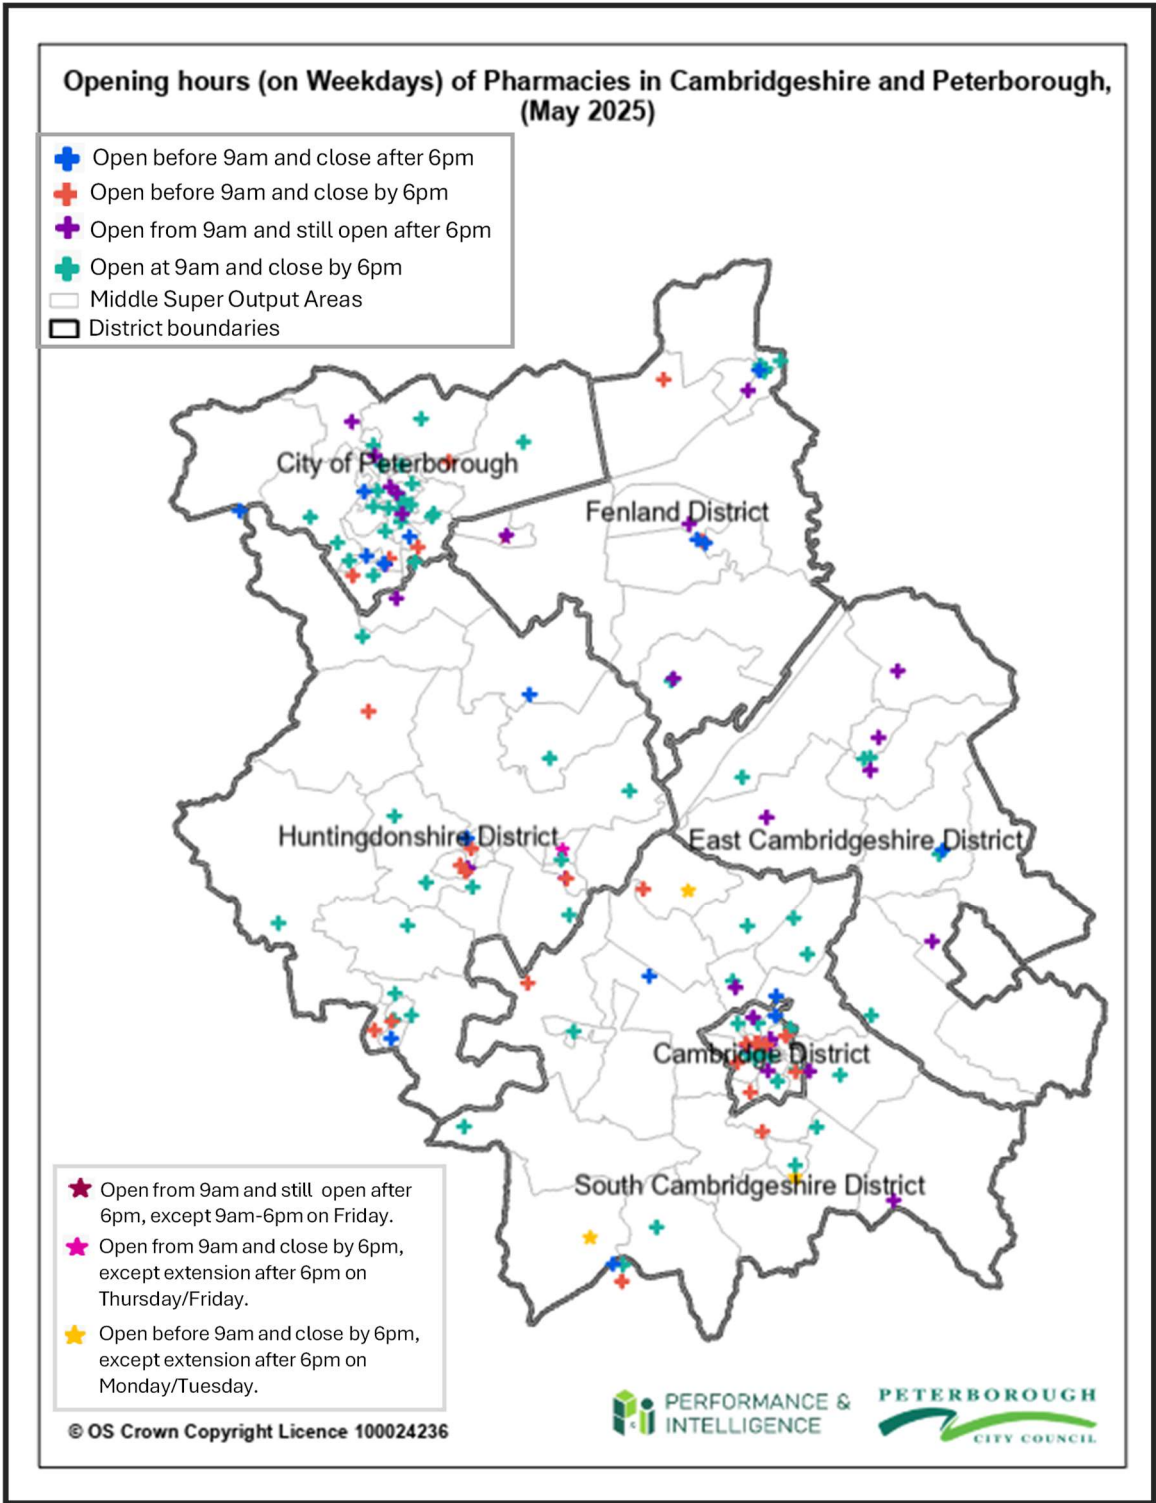 Opening hours (on Weekdays) of Pharmacies in Cambridgeshire and Peterborough,
(May 2025)
Open before 9am and close after 6pm
Open before 9am and close by 6pm
Open from 9am and still open after 6pm
Open at 9am and close by 6pm
Middle Super Output Areas
District boundaries
City of Peterborough
Fenland District
Huntingdonshire District
East Cambridgeshire District
Cambridge District
South Cambridgeshire District
Open from 9am and still open after
6pm, except 9am-6pm on Friday.
Open from 9am and close by 6pm,
except extension after 6pm on
Thursday/Friday.
Open before 9am and close by 6pm,
except extension after 6pm on
Monday/Tuesday.
© OS Crown Copyright Licence 100024236
PERFORMANCE &
INTELLIGENCE
PETERBOROUGH
CITY COUNCIL